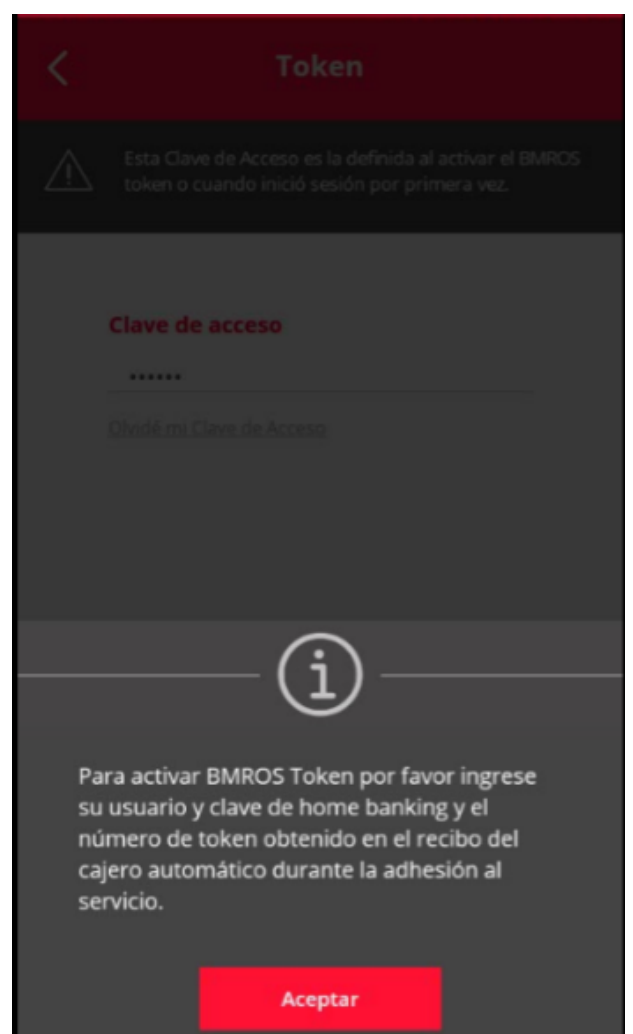 Token
Esta Clave de Acceso es la definida al activar el BMROS
token o cuando inició sesión por primera vez.
Clave de acceso
······
Olvidé mi Clave de Acceso
i
Para activar BMROS Token por favor ingrese
su usuario y clave de home banking y el
número de token obtenido en el recibo del
cajero automático durante la adhesión al
servicio.
Aceptar